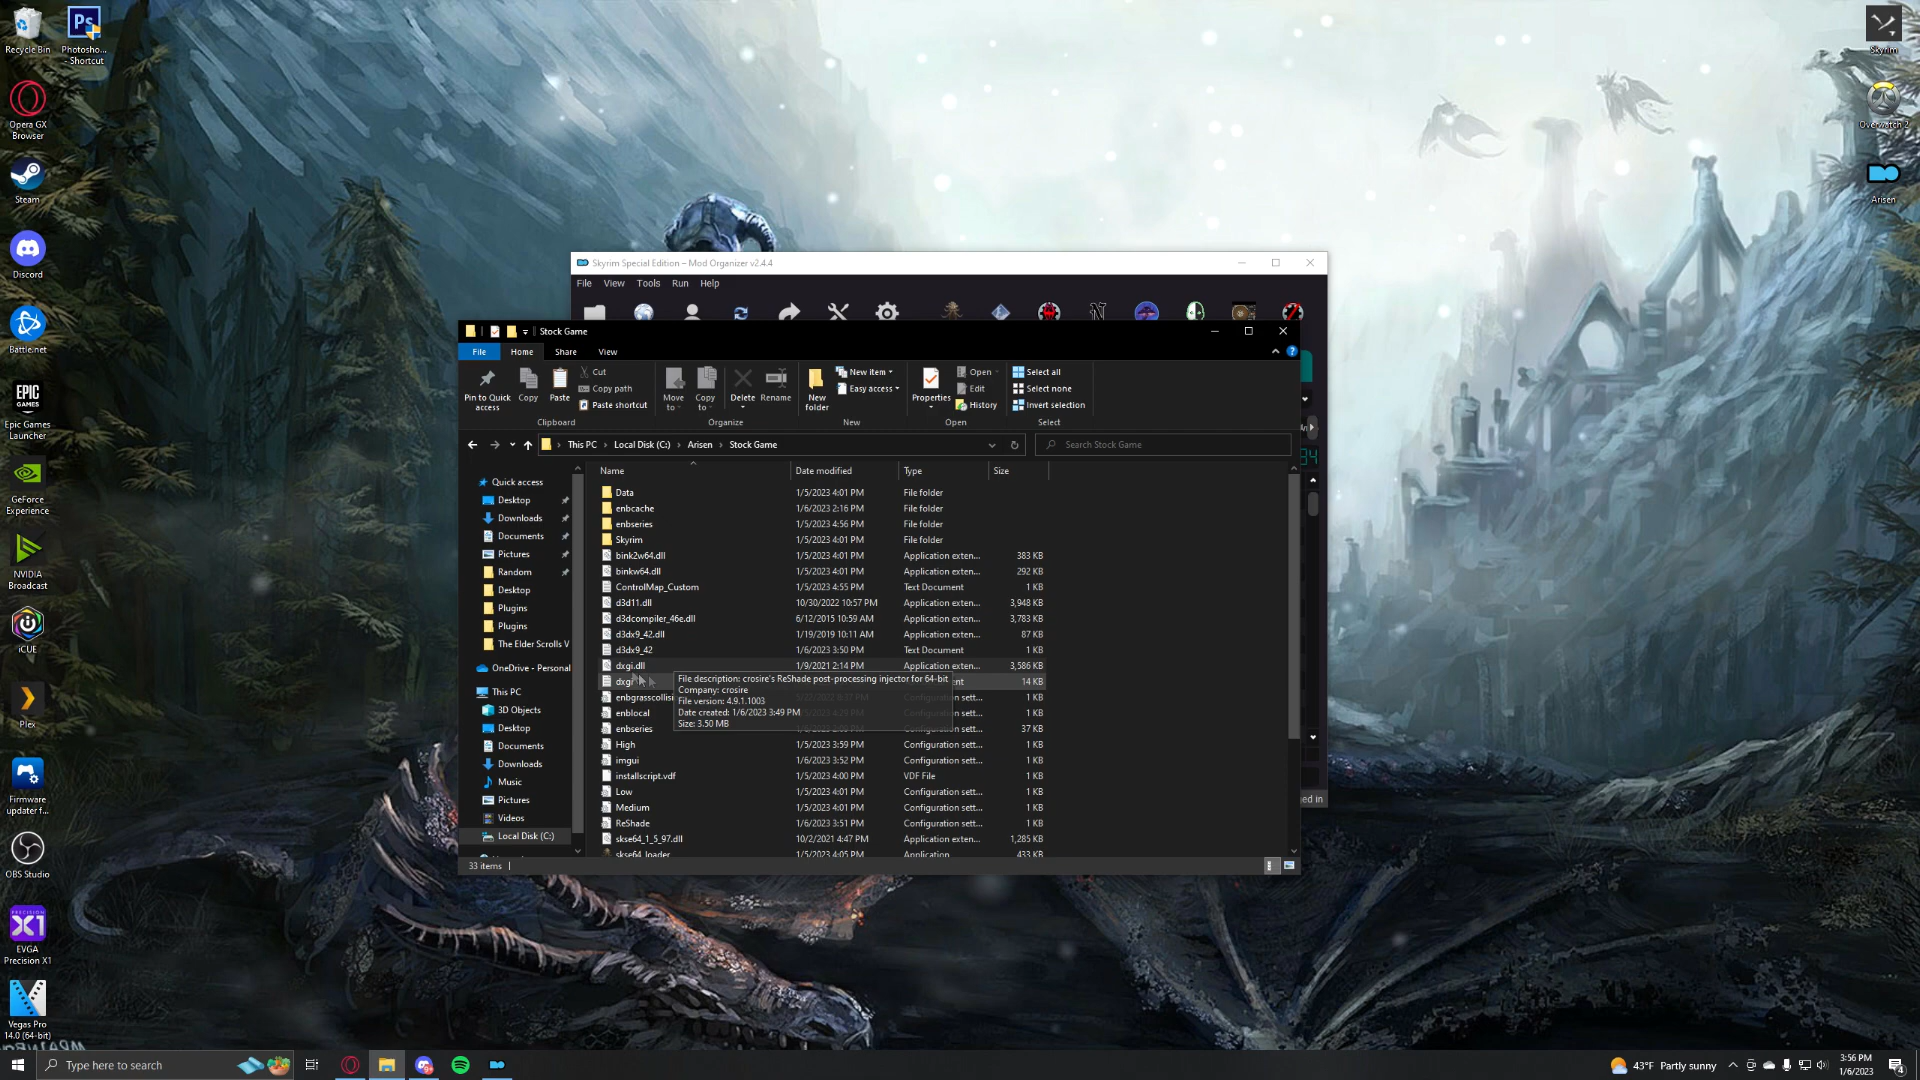 Recycle Bin
Photosho... - Shortcut
Opera GX Browser
Steam
Discord
Battle.net
Epic Games Launcher
GeForce Experience
NVIDIA Broadcast
iCUE
Plex
Firmware updater f...
OBS Studio
EVGA Precision X1
Vegas Pro 14.0 (64-bit)
Skyrim
Overwatch 2
Arisen
Skyrim Special Edition – Mod Organizer v2.4.4
File View Tools Run Help
Stock Game
File Home Share View
Pin to Quick access
Copy
Paste
Cut
Copy path
Paste shortcut
Clipboard
Move to
Copy to
Delete
Rename
Organize
New folder
New item
Easy access
New
Properties
Open
Edit
History
Open
Select all
Select none
Invert selection
Select
This PC › Local Disk (C:) › Arisen › Stock Game
Search Stock Game
Quick access
Desktop
Downloads
Documents
Pictures
Random
Desktop
Plugins
Plugins
The Elder Scrolls V
OneDrive - Personal
This PC
3D Objects
Desktop
Documents
Downloads
Music
Pictures
Videos
Local Disk (C:)
Name Date modified Type Size
Data 1/5/2023 4:01 PM File folder
enbcache 1/6/2023 2:16 PM File folder
enbseries 1/5/2023 4:56 PM File folder
Skyrim 1/5/2023 4:01 PM File folder
bink2w64.dll 1/5/2023 4:01 PM Application exten... 383 KB
binkw64.dll 1/5/2023 4:01 PM Application exten... 292 KB
ControlMap_Custom 1/5/2023 4:55 PM Text Document 1 KB
d3d11.dll 10/30/2022 10:57 PM Application exten... 3,948 KB
d3dcompiler_46e.dll 6/12/2015 10:59 AM Application exten... 3,783 KB
d3dx9_42.dll 1/19/2019 10:11 AM Application exten... 87 KB
d3dx9_42 1/6/2023 3:50 PM Text Document 1 KB
dxgi.dll 1/9/2021 2:14 PM Application exten... 3,586 KB
dxgi 14 KB
File description: crosire's ReShade post-processing injector for 64-bit
Company: crosire
File version: 4.9.1.1003
Date created: 1/6/2023 3:49 PM
Size: 3.50 MB
enbgrasscollisi 1 KB
enblocal 1 KB
enbseries 37 KB
High 1/5/2023 3:59 PM Configuration sett... 1 KB
imgui 1/6/2023 3:52 PM Configuration sett... 1 KB
installscript.vdf 1/5/2023 4:00 PM VDF File 1 KB
Low 1/5/2023 4:01 PM Configuration sett... 1 KB
Medium 1/5/2023 4:01 PM Configuration sett... 1 KB
ReShade 1/6/2023 3:51 PM Configuration sett... 1 KB
skse64_1_5_97.dll 10/2/2021 4:47 PM Application exten... 1,285 KB
skse64_loader 1/5/2023 4:05 PM Application 433 KB
33 items
ed in
Type here to search
43°F Partly sunny
3:56 PM
1/6/2023